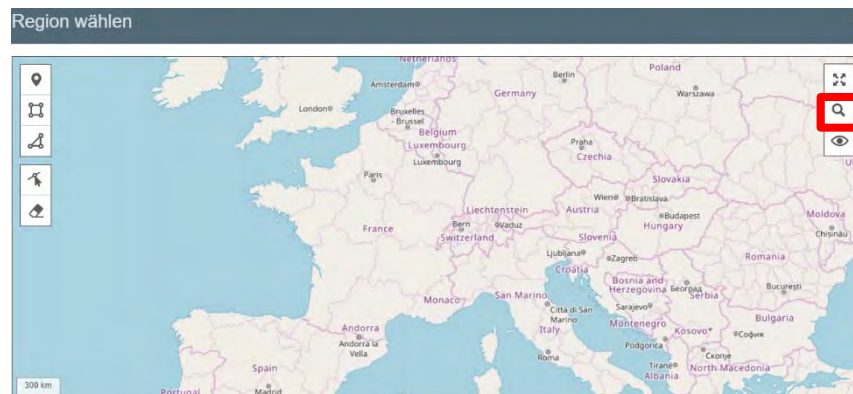 Region wählen
Netherlands
Berlin
Poland
Amsterdam
Germany
Warszawa
London
Bruxelles
- Brussel
Belgium
Luxembourg
Luxembourg
Praha
Czechia
Paris
Slovakia
Wien
Bratislava
Liechtenstein
Austria
Budapest
Moldova
France
Bern
Vaduz
Hungary
Chișinău
Switzerland
Slovenia
Ljubljana
Zagreb
Romania
Croatia
Bosnia and
Herzegovina
Београд
Serbia
București
Monaco
San Marino
Città di San
Marino
Sarajevo
Italy
Montenegro
Kosovo*
София
Bulgaria
Andorra
Andorra la
Vella
Podgorica
Скопје
Roma
Tirane
North Macedonia
Albania
Spain
300 km
Portugal
Madrid